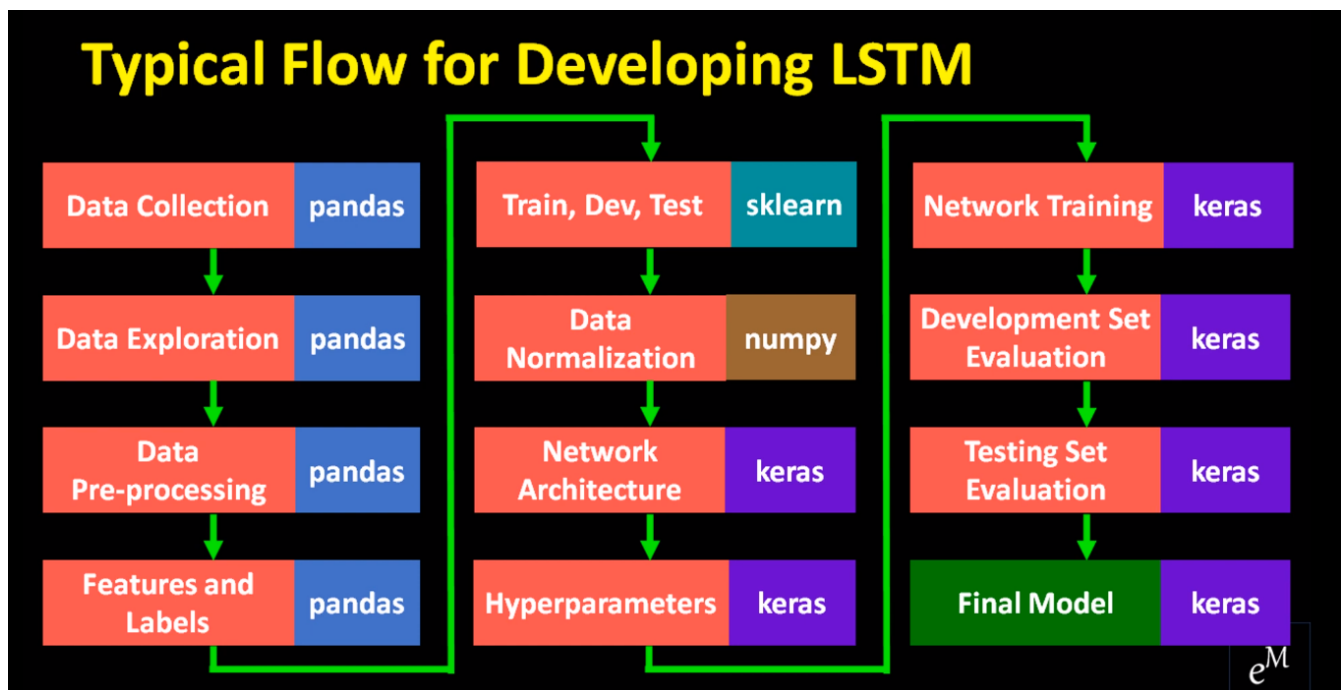 Typical Flow for Developing LSTM
Data Collection
pandas
Data Exploration
pandas
Data
Pre-processing
pandas
Features and
Labels
pandas
Train, Dev, Test
sklearn
Data
Normalization
numpy
Network
Architecture
keras
Hyperparameters
keras
Network Training
keras
Development Set
Evaluation
keras
Testing Set
Evaluation
keras
Final Model
keras
eM